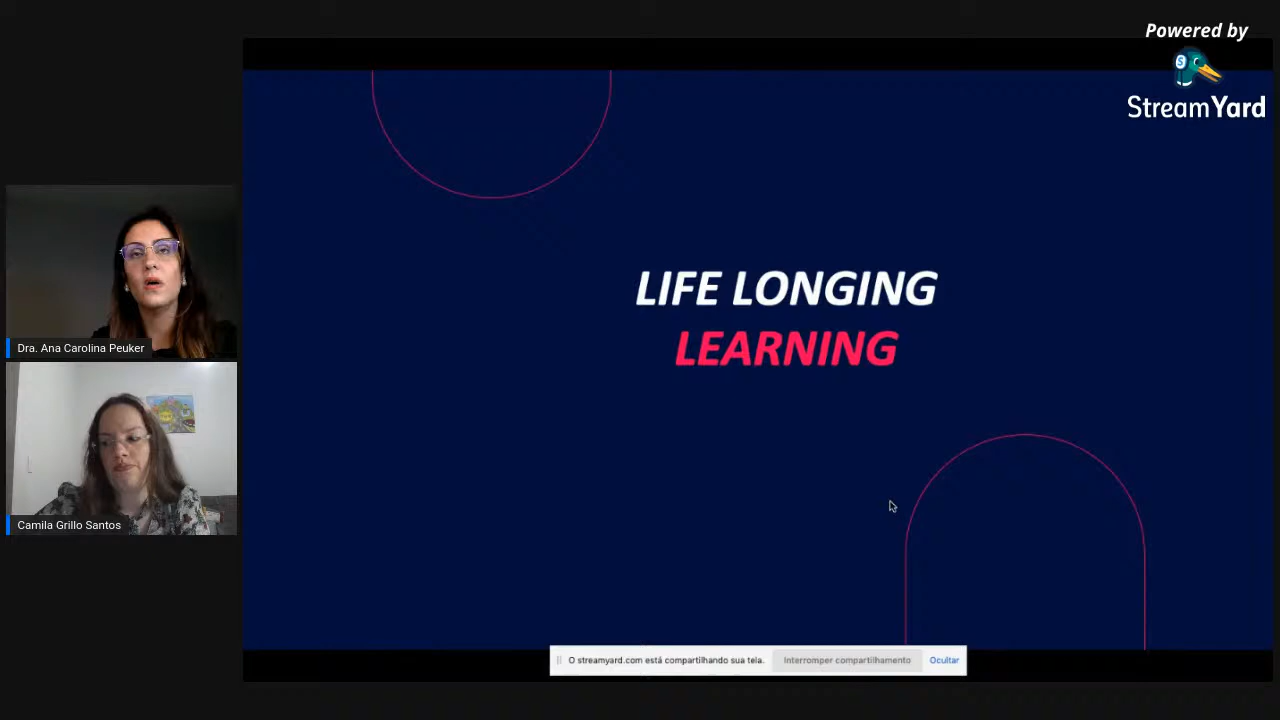 Powered by
StreamYard
LIFE LONGING
LEARNING
Dra. Ana Carolina Peuker
Camila Grillo Santos
O streamyard.com está compartilhando sua tela. Interromper compartilhamento Ocultar